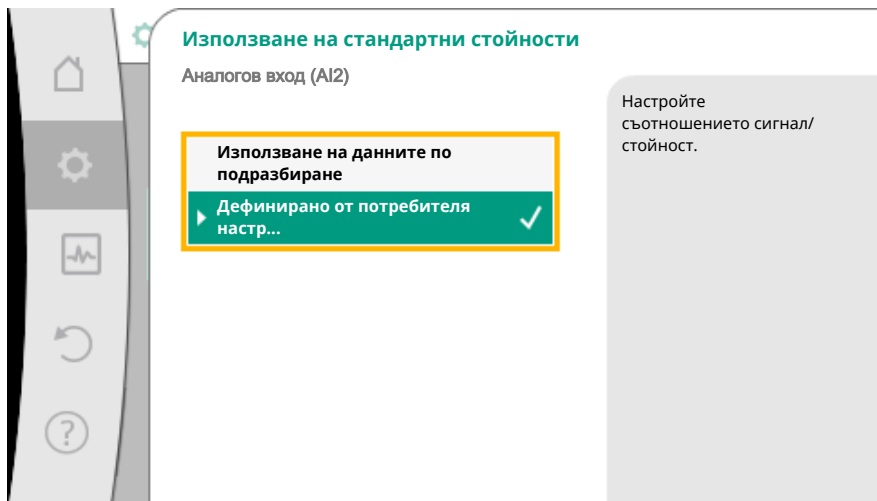 Използване на стандартни стойности
Аналогов вход (AI2)
Настройте
съотношението сигнал/
стойност.
Използване на данните по
подразбиране
Дефинирано от потребителя
настр...
?